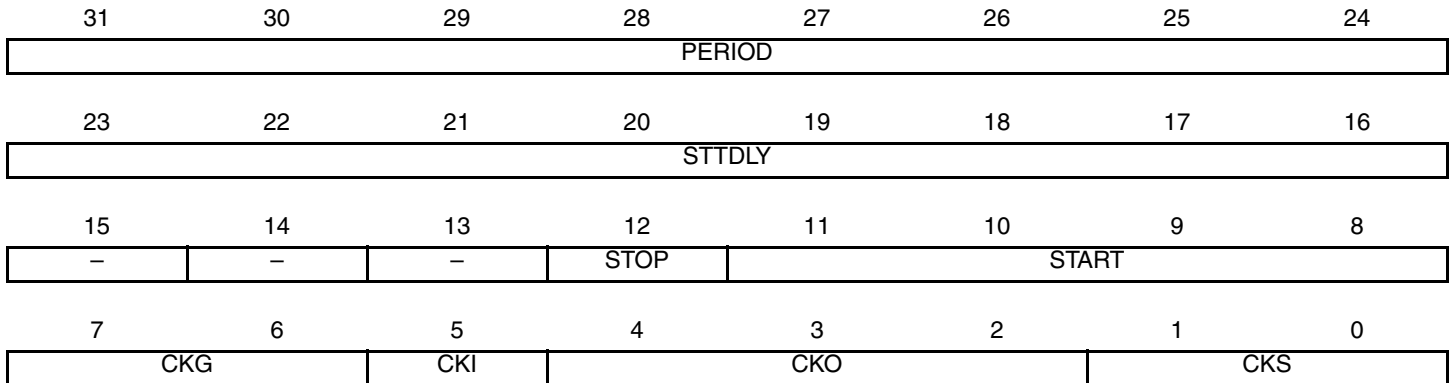 31 30 29 28 27 26 25 24
PERIOD
23 22 21 20 19 18 17 16
STTDLY
15 14 13 12 11 10 9 8
– – – STOP START
7 6 5 4 3 2 1 0
CKG CKI CKO CKS